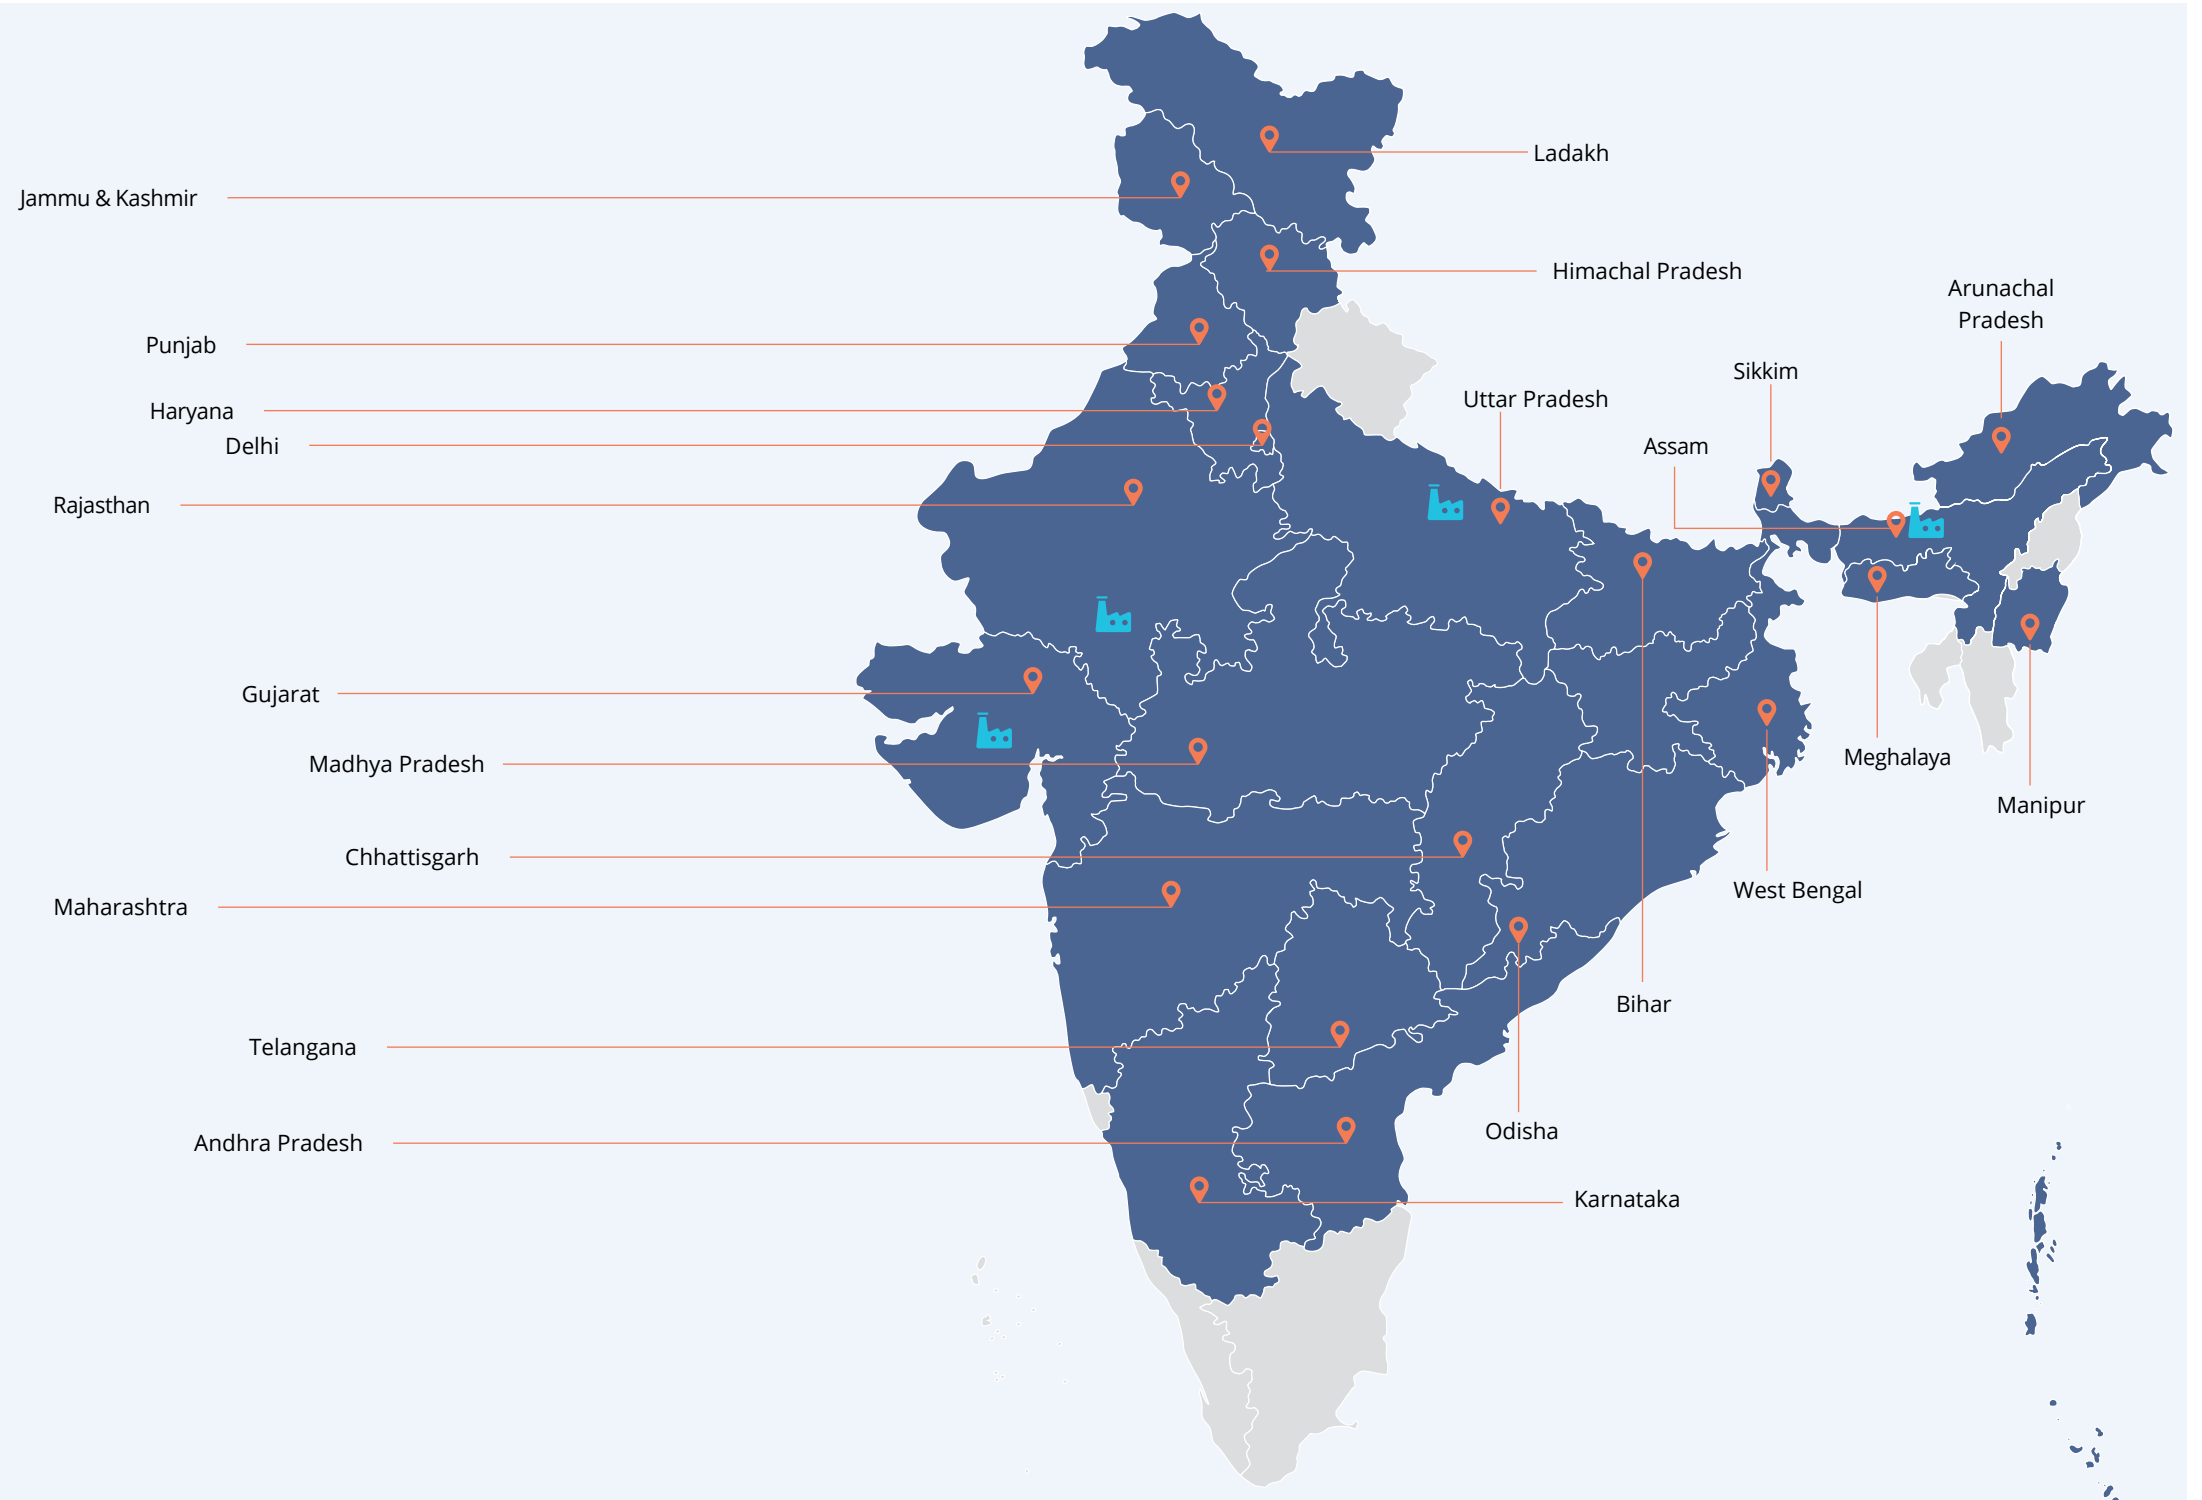 Ladakh
Jammu & Kashmir
Himachal Pradesh
Arunachal
Pradesh
Punjab
Sikkim
Uttar Pradesh
Haryana
Delhi
Assam
Rajasthan
Gujarat
Madhya Pradesh
Meghalaya
Manipur
Chhattisgarh
West Bengal
Maharashtra
Bihar
Telangana
Odisha
Andhra Pradesh
Karnataka